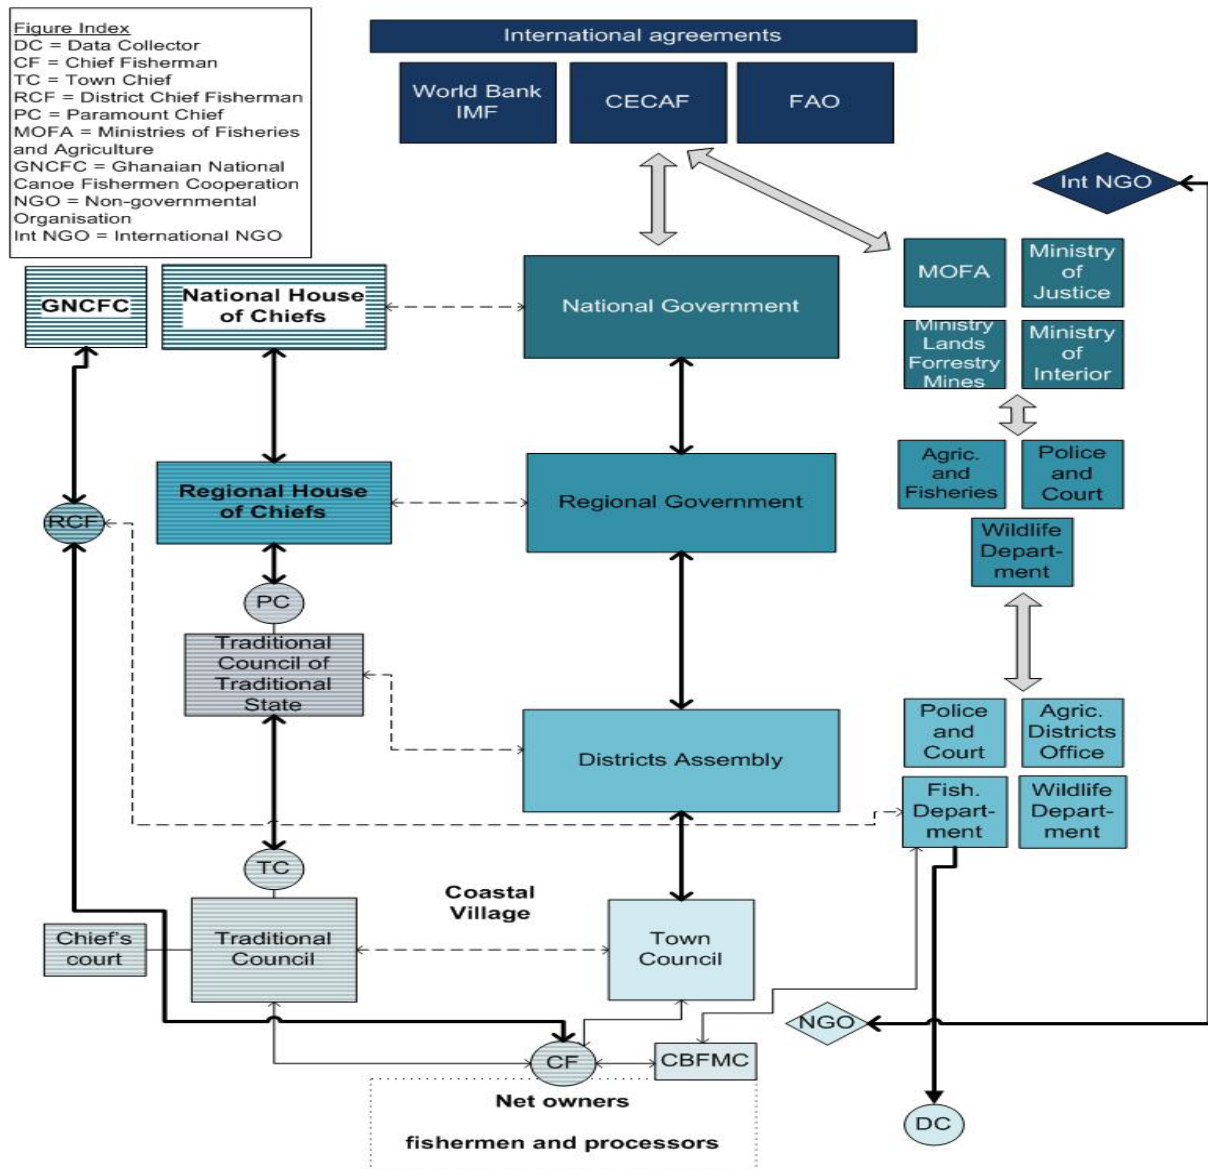 Figure Index
DC = Data Collector
CF = Chief Fisherman
TC = Town Chief
RCF = District Chief Fisherman
PC = Paramount Chief
MOFA = Ministries of Fisheries
and Agriculture
GNCFC = Ghanaian National
Canoe Fishermen Cooperation
NGO = Non-governmental
Organisation
Int NGO = International NGO
International agreements
World Bank
IMF
CECAF
FAO
Int NGO
GNCFC
National House
of Chiefs
National Government
MOFA
Ministry
of
Justice
Ministry
Lands
Forrestry
Mines
Ministry
of
Interior
Regional House
of Chiefs
Regional Government
Agric.
and
Fisheries
Police
and
Court
RCF
Wildlife
Depart-
ment
PC
Traditional
Council of
Traditional
State
Districts Assembly
Police
and
Court
Agric.
Districts
Office
Fish.
Depart-
ment
Wildlife
Depart-
ment
TC
Coastal
Village
Chief's
court
Traditional
Council
Town
Council
NGO
CF
CBFMC
Net owners
fishermen and processors
DC